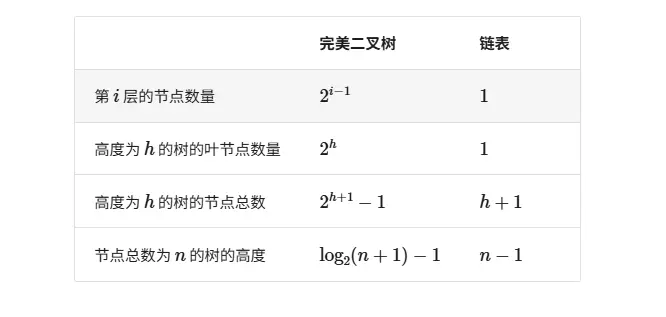 完美二叉树 链表
第 i 层的节点数量 2^{i−1} 1
高度为 h 的树的叶节点数量 2^h 1
高度为 h 的树的节点总数 2^{h+1} − 1 h + 1
节点总数为 n 的树的高度 log₂(n + 1) − 1 n − 1